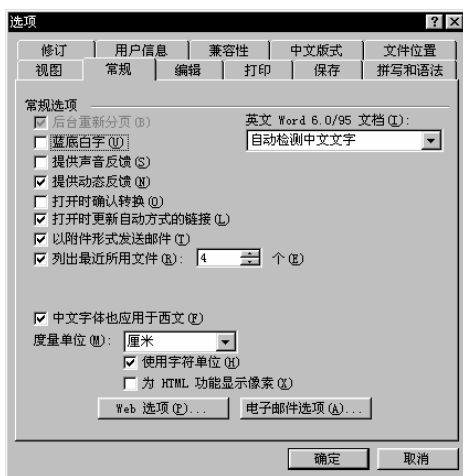 选项
修订 用户信息 兼容性 中文版式 文件位置
视图 常规 编辑 打印 保存 拼写和语法
常规选项
后台重新分页(B) 英文 Word 6.0/95 文档(I):
蓝底白字(U) 自动检测中文文字
提供声音反馈(S)
提供动态反馈(N)
打开时确认转换(O)
打开时更新自动方式的链接(L)
以附件形式发送邮件(T)
列出最近所用文件(R): 4 个(E)
中文字体也应用于西文(F)
度量单位(M): 厘米
使用字符单位(H)
为 HTML 功能显示像素(X)
Web 选项(P)... 电子邮件选项(A)...
确定 取消